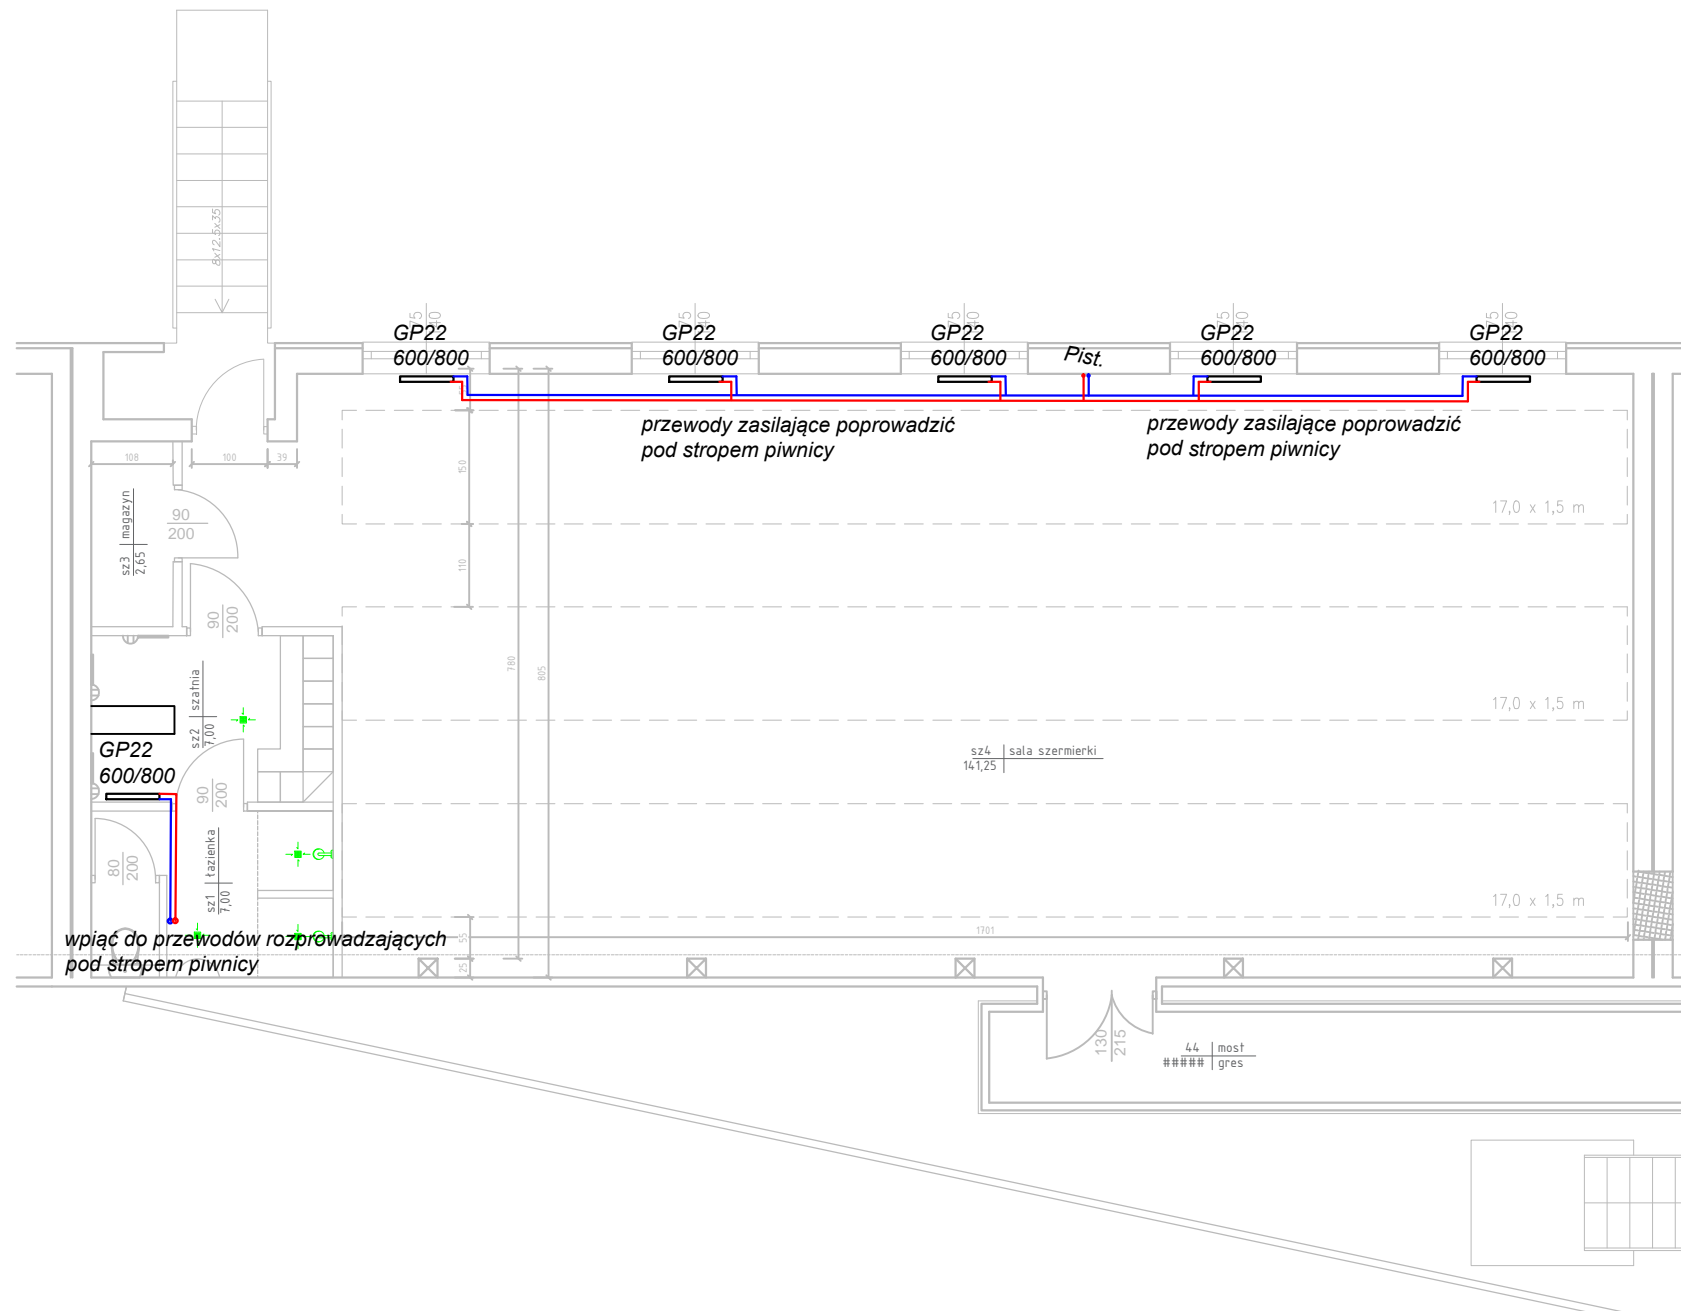 8x12.5x35
GP22
600/800
GP22
600/800
GP22
600/800
Pist.
GP22
600/800
GP22
600/800
przewody zasilające poprowadzić
pod stropem piwnicy
przewody zasilające poprowadzić
pod stropem piwnicy
108
100
39
150
17,0 x 1,5 m
sz3 magazyn
2,65
90
200
110
90
200
780
805
sz2 szatnia
7,00
17,0 x 1,5 m
GP22
600/800
sz4 sala szermierki
141,25
90
200
sz1 łazienka
7,00
80
200
17,0 x 1,5 m
wpiąć do przewodów rozprowadzających
pod stropem piwnicy
55
25
1701
130
215
44 most
##### gres